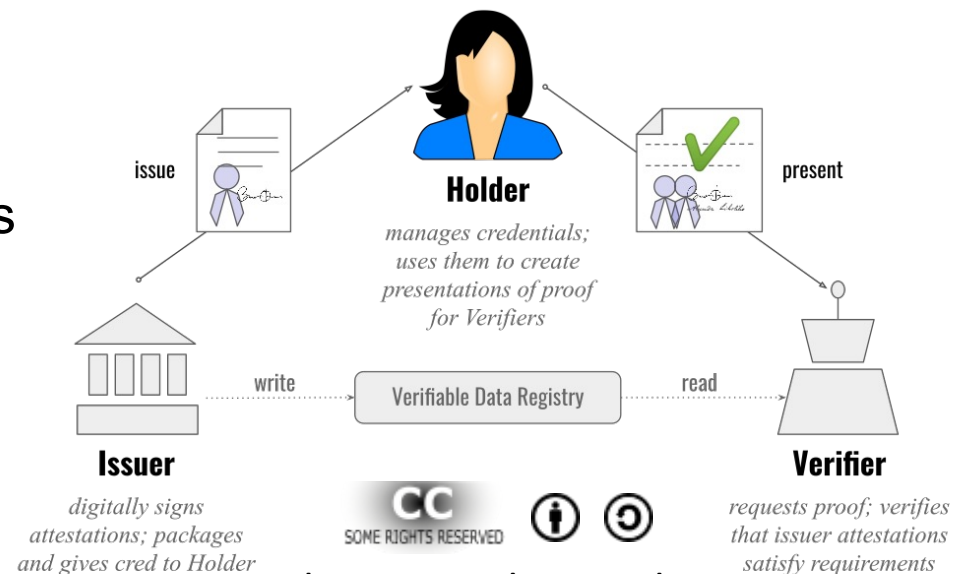 issue
present
s
Holder
manages credentials;
uses them to create
presentations of proof
for Verifiers
write
Verifiable Data Registry
read
Issuer
Verifier
digitally signs
attestations; packages
and gives cred to Holder
CC
SOME RIGHTS RESERVED
requests proof; verifies
that issuer attestations
satisfy requirements